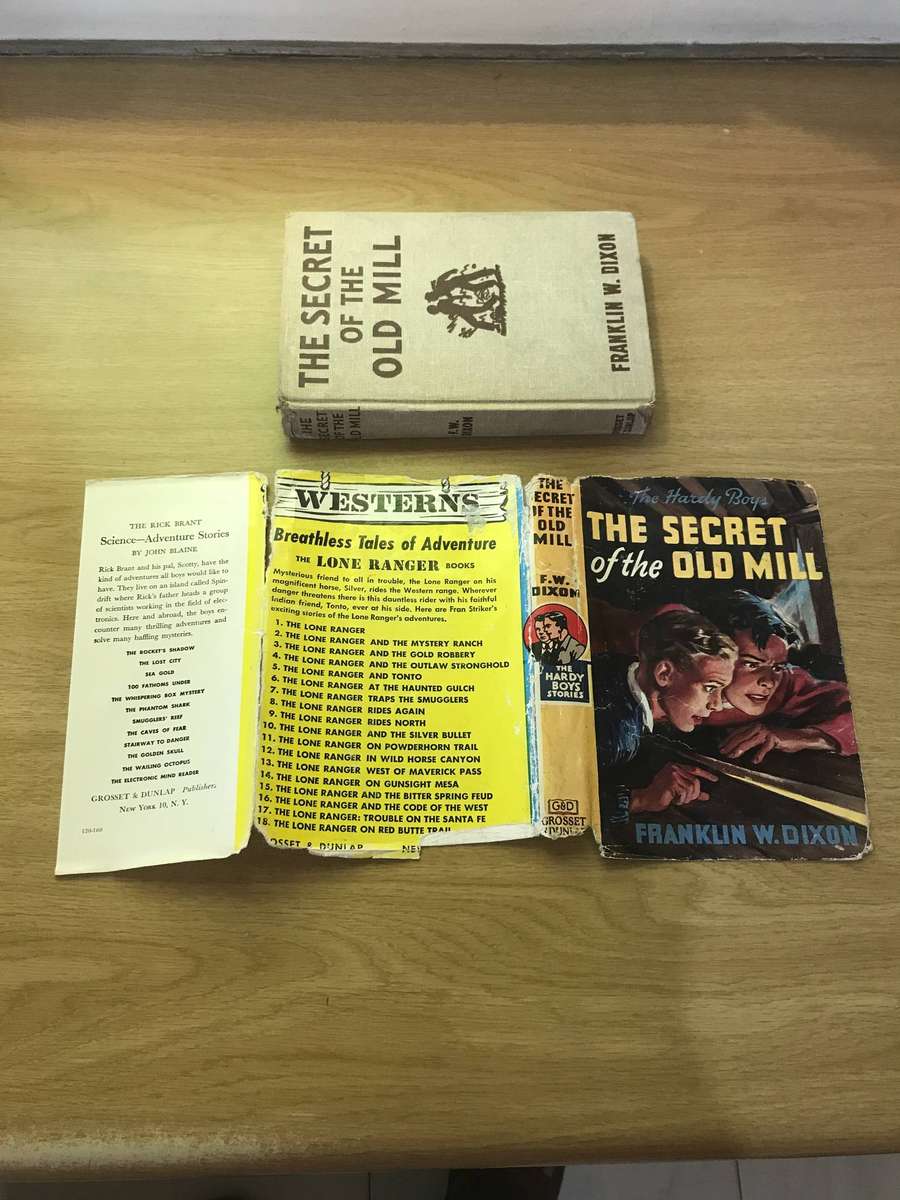 THE SECRET
OF THE
OLD MILL
FRANKLIN W. DIXON
THE
SECRET
OF THE
OLD MILL
F.W.
DIXON
DUNLAP
THE RICK BRANT
Science—Adventure Stories
BY JOHN BLAINE
Rick Brant and his pal, Scotty, have the
kind of adventures all boys would like to
have. They live on an island called Spin-
drift where Rick's father heads a group
of scientists working in the field of elec-
tronics. Here and abroad, the boys en-
counter many thrilling adventures and
solve many baffling mysteries.
THE ROCKET'S SHADOW
THE LOST CITY
SEA GOLD
100 FATHOMS UNDER
THE WHISPERING BOX MYSTERY
THE PHANTOM SHARK
SMUGGLERS' REEF
THE CAVES OF FEAR
STAIRWAY TO DANGER
THE GOLDEN SKULL
THE WAILING OCTOPUS
THE ELECTRONIC MIND READER
GROSSET & DUNLAP Publishers
New York 10, N. Y.
120-160
WESTERNS
Breathless Tales of Adventure
THE LONE RANGER BOOKS
Mysterious friend to all in trouble, the Lone Ranger on his
magnificent horse, Silver, rides the Western range. Wherever
danger threatens there is this dauntless rider with his faithful
Indian friend, Tonto, ever at his side. Here are Fran Striker's
exciting stories of the Lone Ranger's adventures.
1. THE LONE RANGER
2. THE LONE RANGER AND THE MYSTERY RANCH
3. THE LONE RANGER AND THE GOLD ROBBERY
4. THE LONE RANGER AND THE OUTLAW STRONGHOLD
5. THE LONE RANGER AND TONTO
6. THE LONE RANGER AT THE HAUNTED GULCH
7. THE LONE RANGER TRAPS THE SMUGGLERS
8. THE LONE RANGER RIDES AGAIN
9. THE LONE RANGER RIDES NORTH
10. THE LONE RANGER AND THE SILVER BULLET
11. THE LONE RANGER ON POWDERHORN TRAIL
12. THE LONE RANGER IN WILD HORSE CANYON
13. THE LONE RANGER WEST OF MAVERICK PASS
14. THE LONE RANGER ON GUNSIGHT MESA
15. THE LONE RANGER AND THE BITTER SPRING FEUD
16. THE LONE RANGER AND THE CODE OF THE WEST
17. THE LONE RANGER: TROUBLE ON THE SANTA FE
18. THE LONE RANGER ON RED BUTTE TRAIL
OSSET & DUNLAP NEW
THE
ECRET
OF THE
OLD
MILL
F.W.
DIXON
THE
HARDY
BOYS
STORIES
G&D
GROSSET
& DUNLAP
The Hardy Boys
THE SECRET
of the OLD MILL
FRANKLIN W. DIXON